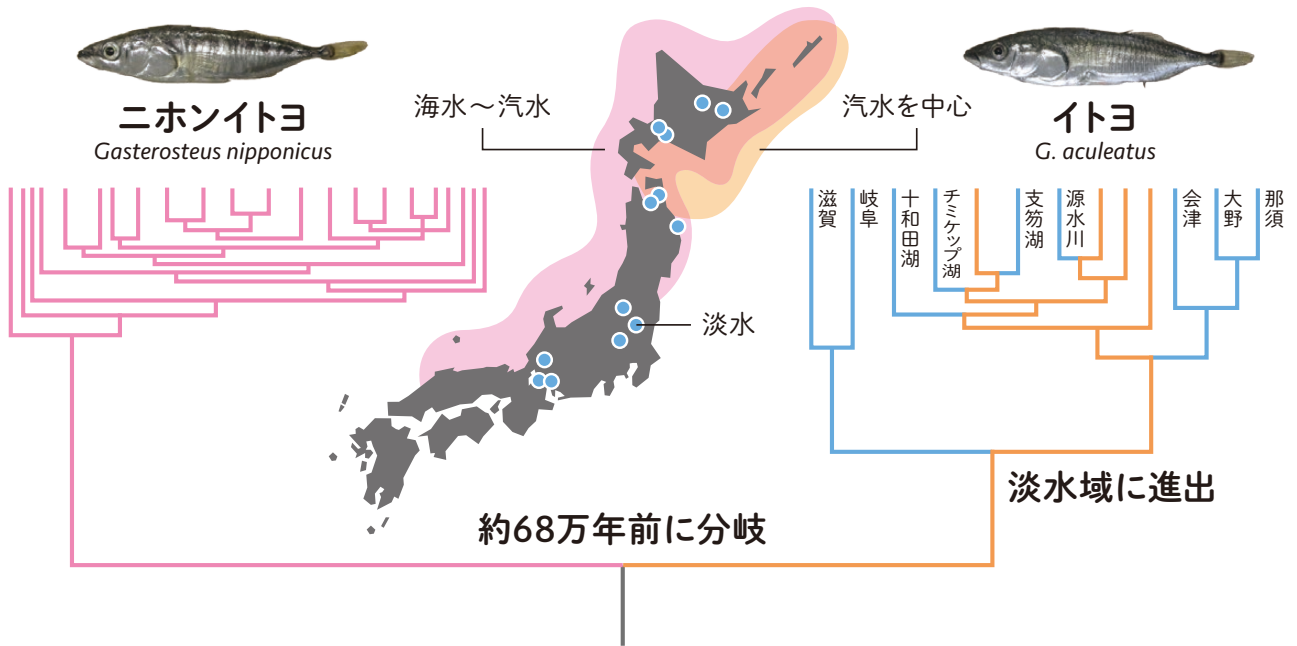 ニホンイトヨ
Gasterosteus nipponicus
海水〜汽水
汽水を中心
イトヨ
G. aculeatus
滋賀
岐阜
十和田湖
チミケップ湖
支笏湖
源水川
会津
大野
那須
淡水
淡水域に進出
約68万年前に分岐